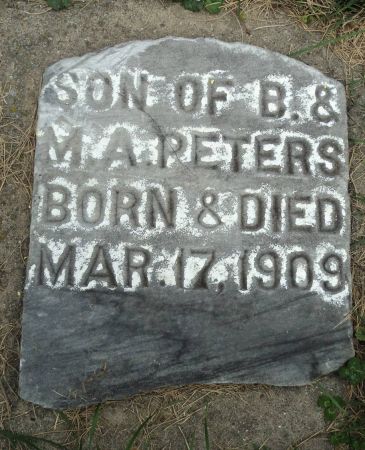 SON OF B. &
M.A. PETERS
BORN & DIED
MAR. 17, 1909